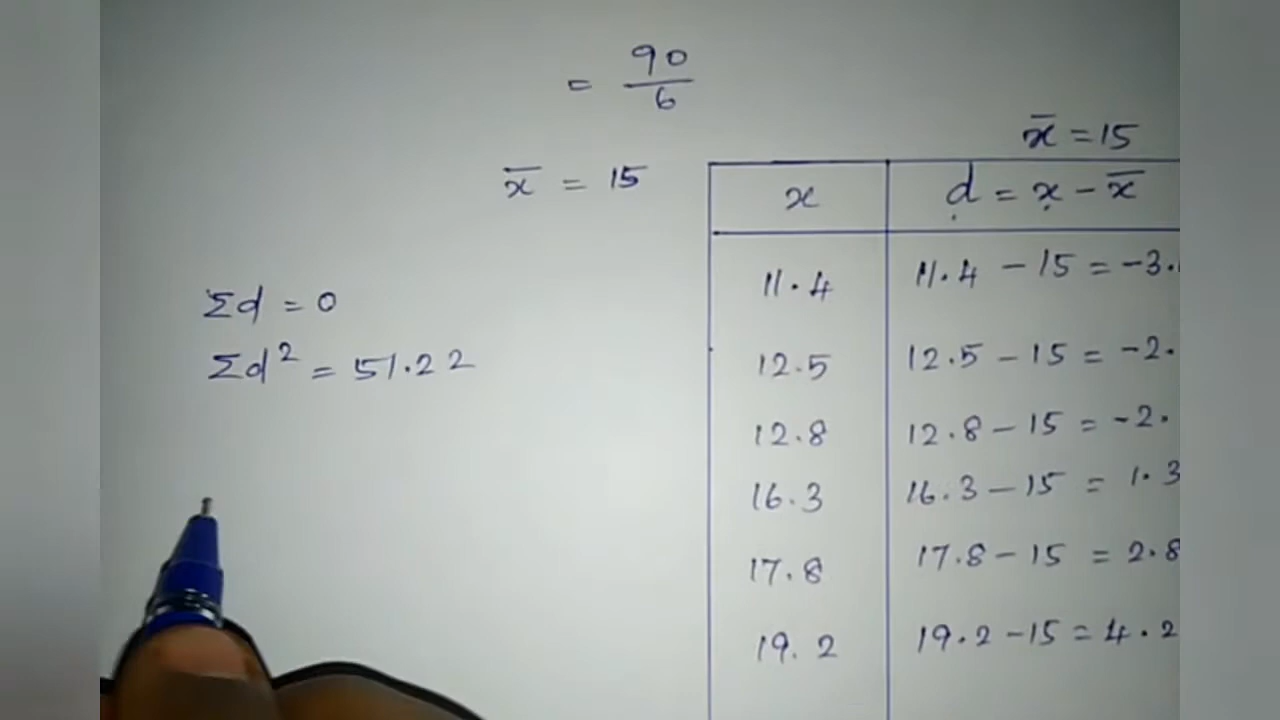 = 90/6
x̄ = 15
Σd = 0
Σd² = 51.22
x̄ = 15
x d = x - x̄
11.4 11.4 - 15 = -3.
12.5 12.5 - 15 = -2.
12.8 12.8 - 15 = -2.
16.3 16.3 - 15 = 1.3
17.8 17.8 - 15 = 2.8
19.2 19.2 - 15 = 4.2